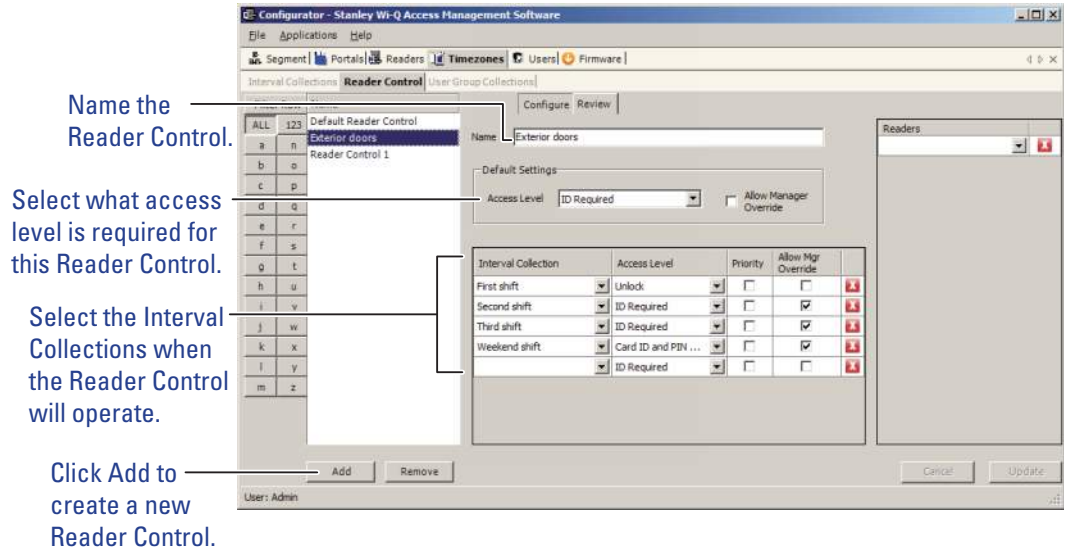 Configurator - Stanley Wi-Q Access Management Software
File Applications Help
Segment Portals Readers Timezones Users Firmware
Interval Collections Reader Control User Group Collections
Configure Review
Name the
Reader Control.
ALL 123
a n
b o
c p
d q
e r
f s
g t
h u
i v
j w
k x
l y
m z
Default Reader Control
Exterior doors
Reader Control 1
Name Exterior doors
Readers
Default Settings
Access Level ID Required
Allow Manager
Override
Select what access
level is required for
this Reader Control.
Interval Collection Access Level Priority Allow Mgr
Override
First shift Unlock
Second shift ID Required
Third shift ID Required
Weekend shift Card ID and PIN ...
ID Required
Select the Interval
Collections when
the Reader Control
will operate.
Click Add to
create a new
Reader Control.
Add Remove
Cancel Update
User: Admin